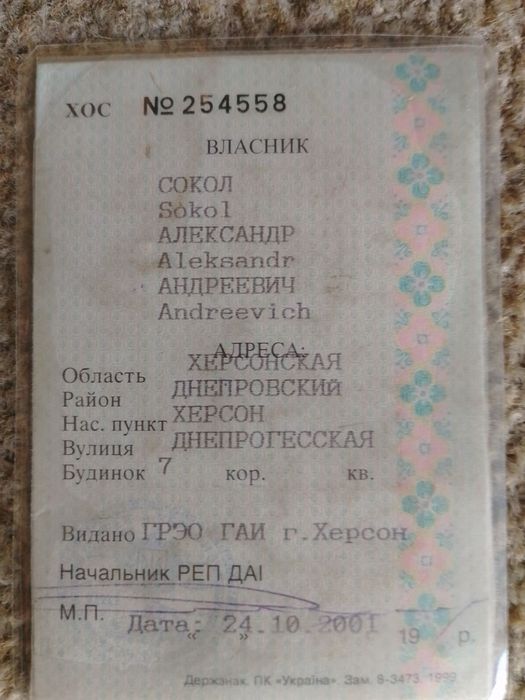 ХОС № 254558
ВЛАСНИК
СОКОЛ
Sokol
АЛЕКСАНДР
Aleksandr
АНДРЕЕВИЧ
Andreevich
АДРЕСА:
Область ХЕРСОНСКАЯ
Район ДНЕПРОВСКИЙ
Нас. пункт ХЕРСОН
Вулиця ДНЕПРОГЕССКАЯ
Будинок 7 кор. кв.
Видано ГРЭО ГАИ г.Херсон
Начальник РЕП ДАІ
М.П. Дата: 24.10.2001 19 р.
Держзнак. ПК «Україна». Зам. 8-3473. 1999